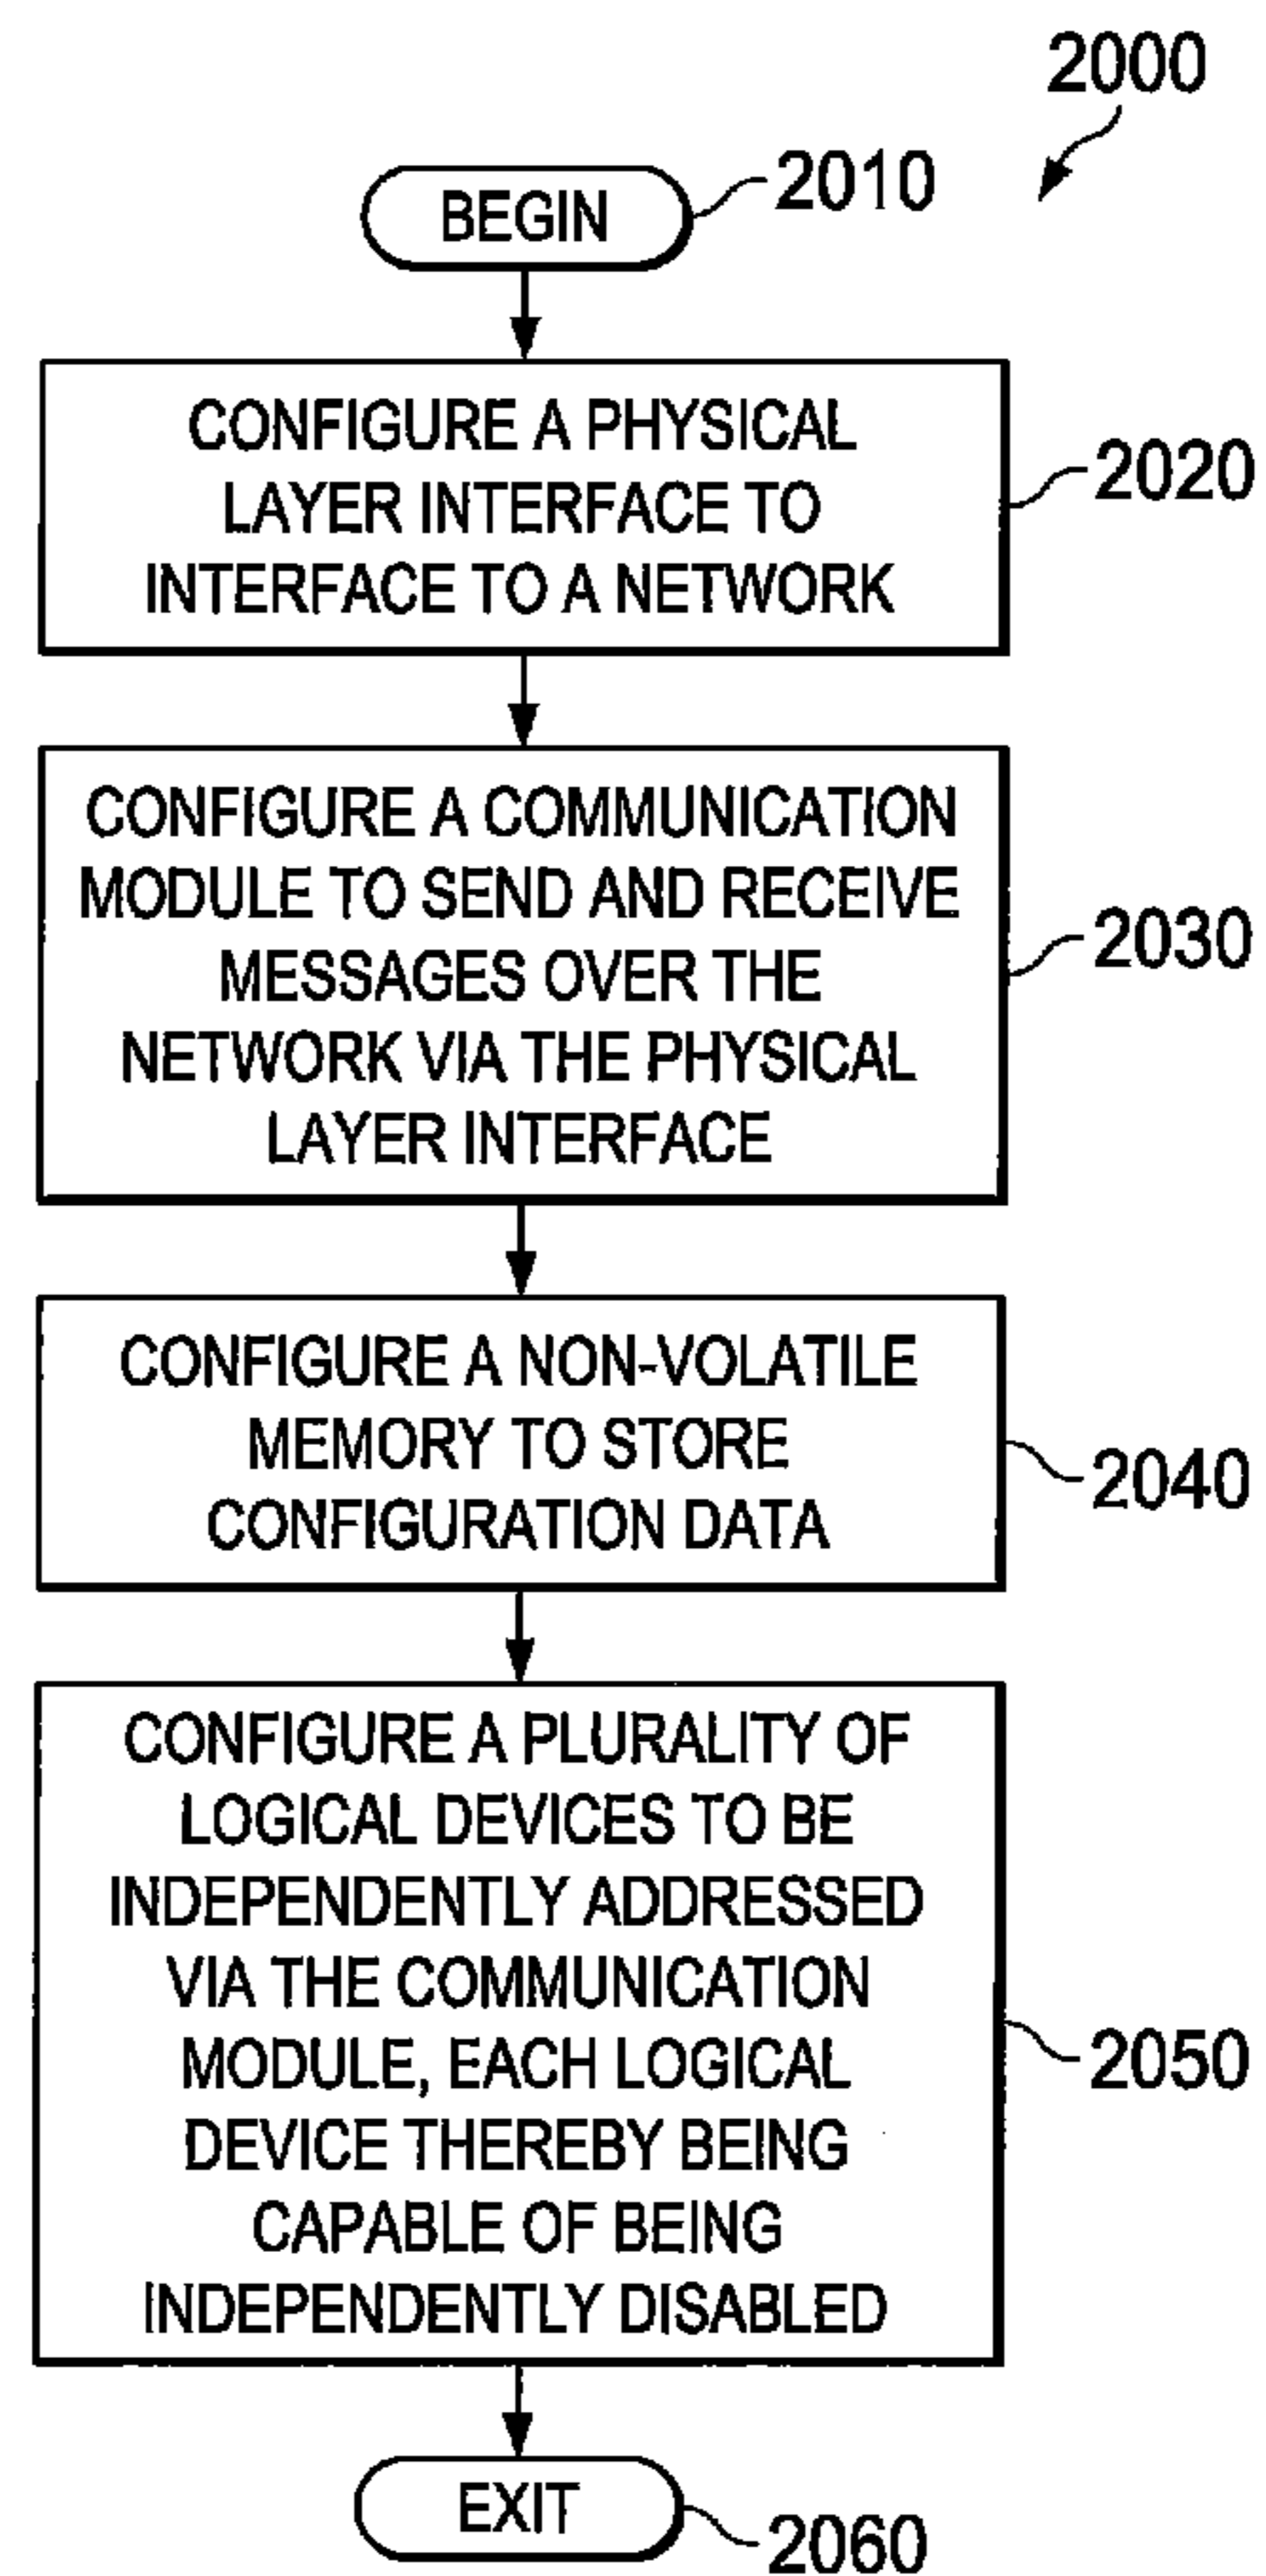 2000
BEGIN
2010
CONFIGURE A PHYSICAL
LAYER INTERFACE TO
INTERFACE TO A NETWORK
2020
CONFIGURE A COMMUNICATION
MODULE TO SEND AND RECEIVE
MESSAGES OVER THE
NETWORK VIA THE PHYSICAL
LAYER INTERFACE
2030
CONFIGURE A NON-VOLATILE
MEMORY TO STORE
CONFIGURATION DATA
2040
CONFIGURE A PLURALITY OF
LOGICAL DEVICES TO BE
INDEPENDENTLY ADDRESSED
VIA THE COMMUNICATION
MODULE, EACH LOGICAL
DEVICE THEREBY BEING
CAPABLE OF BEING
INDEPENDENTLY DISABLED
2050
EXIT
2060